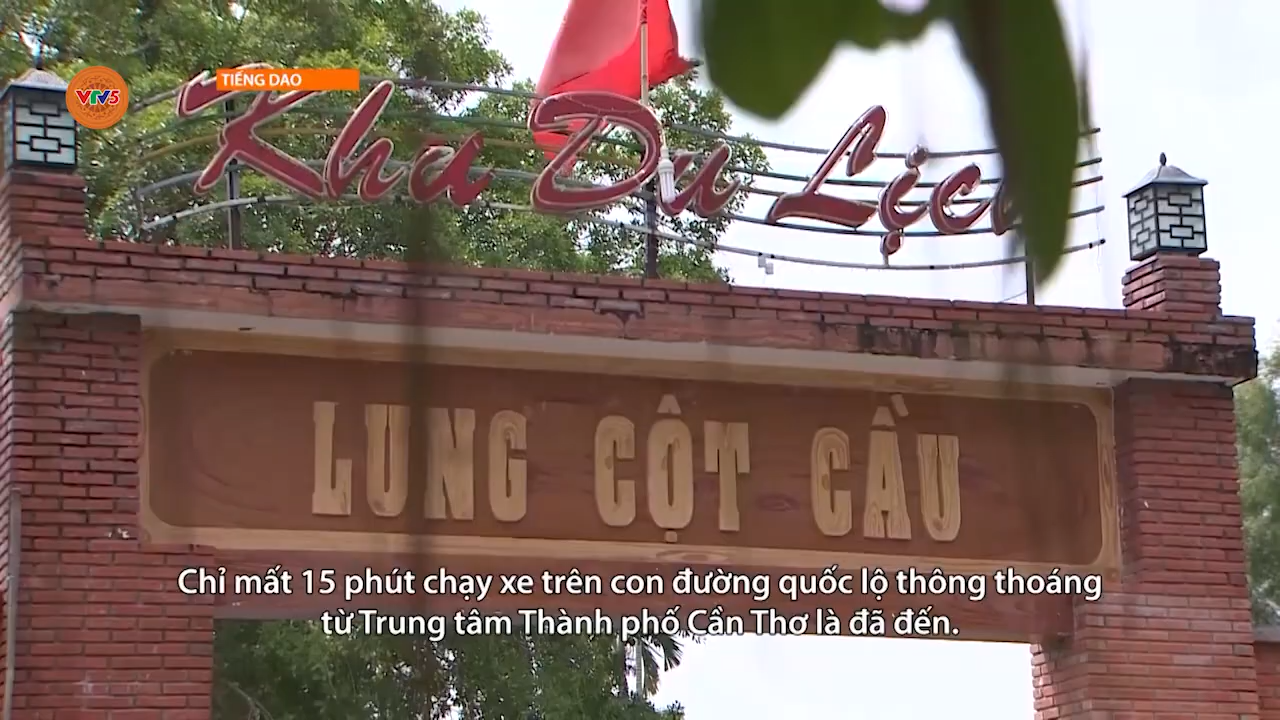 TIẾNG DAO
VTV5
Khu Du Lịch
LUNG CỘT CẦU
Chỉ mất 15 phút chạy xe trên con đường quốc lộ thông thoáng
từ Trung tâm Thành phố Cần Thơ là đã đến.